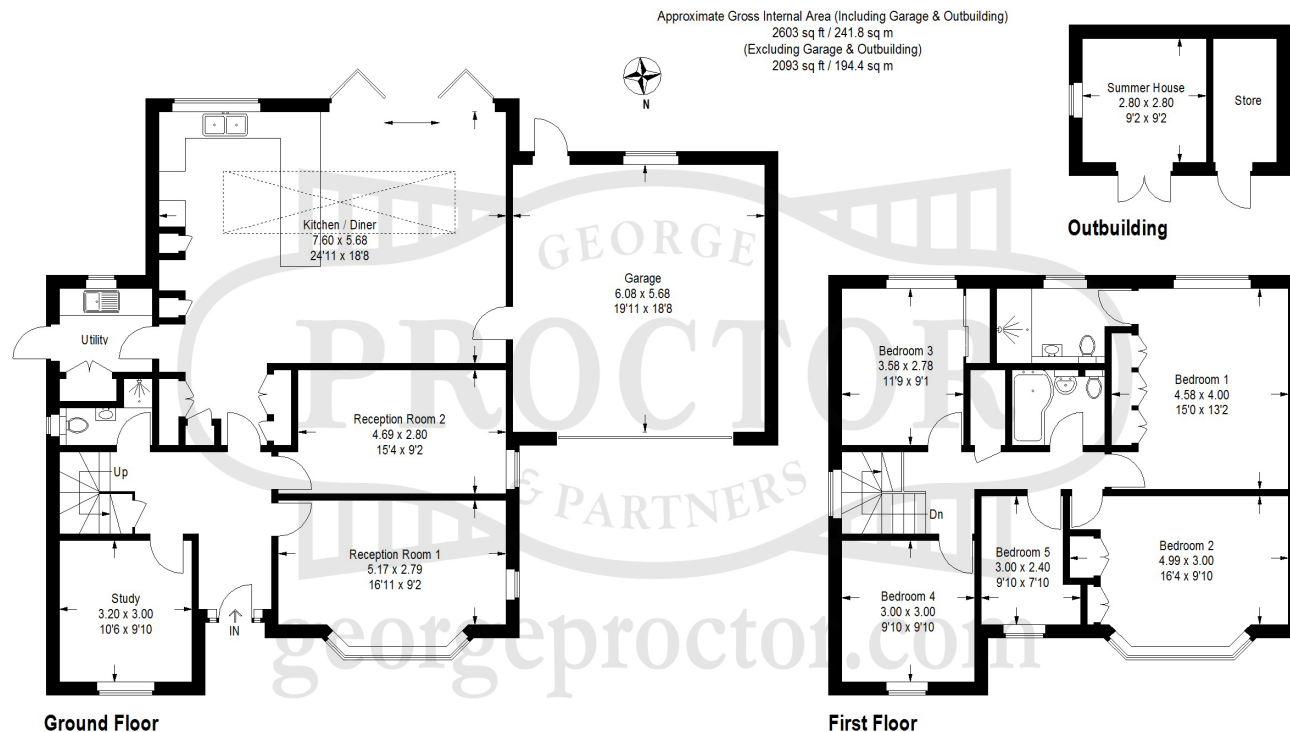 Approximate Gross Internal Area (Including Garage & Outbuilding)
2603 sq ft / 241.8 sq m
(Excluding Garage & Outbuilding)
2093 sq ft / 194.4 sq m
N
Summer House
2.80 x 2.80
9'2 x 9'2
Store
Outbuilding
Kitchen / Diner
7.60 x 5.68
24'11 x 18'8
Garage
6.08 x 5.68
19'11 x 18'8
Utility
Reception Room 2
4.69 x 2.80
15'4 x 9'2
Up
Reception Room 1
5.17 x 2.79
16'11 x 9'2
Study
3.20 x 3.00
10'6 x 9'10
IN
Ground Floor
Bedroom 3
3.58 x 2.78
11'9 x 9'1
Bedroom 1
4.58 x 4.00
15'0 x 13'2
Dn
Bedroom 5
3.00 x 2.40
9'10 x 7'10
Bedroom 2
4.99 x 3.00
16'4 x 9'10
Bedroom 4
3.00 x 3.00
9'10 x 9'10
First Floor
GEORGE
PROCTOR
& PARTNERS
georgeproctor.com